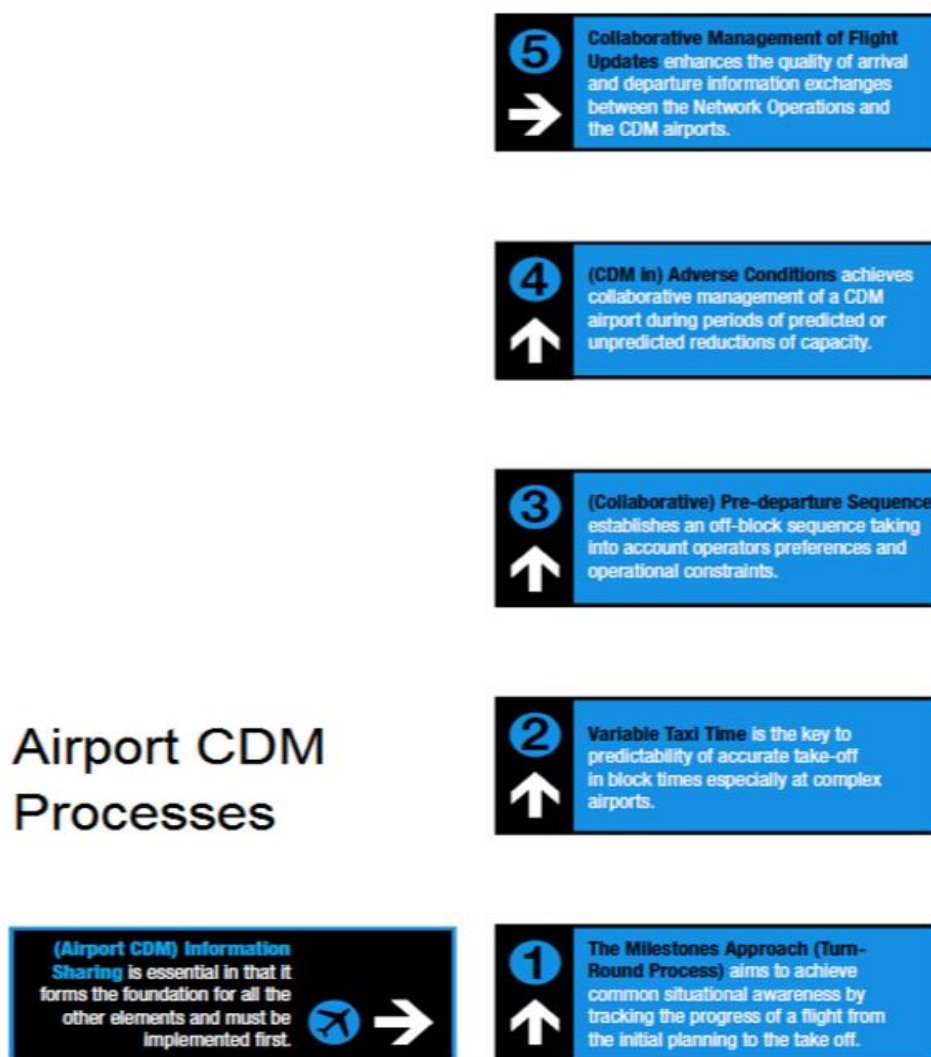 5
Collaborative Management of Flight
Updates enhances the quality of arrival
and departure information exchanges
between the Network Operations and
the CDM airports.
4
(CDM in) Adverse Conditions achieves
collaborative management of a CDM
airport during periods of predicted or
unpredicted reductions of capacity.
3
(Collaborative) Pre-departure Sequence
establishes an off-block sequence taking
into account operators preferences and
operational constraints.
Airport CDM
Processes
2
Variable Taxi Time is the key to
predictability of accurate take-off
in block times especially at complex
airports.
(Airport CDM) Information
Sharing is essential in that it
forms the foundation for all the
other elements and must be
implemented first.
1
The Milestones Approach (Turn-
Round Process) aims to achieve
common situational awareness by
tracking the progress of a flight from
the initial planning to the take off.